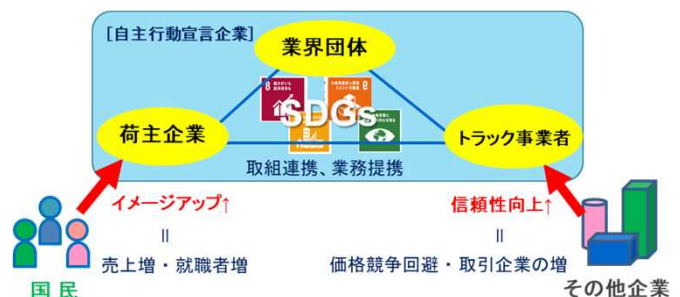 [自主行動宣言企業]
業界団体
SDGs
荷主企業
トラック事業者
取組連携、業務提携
イメージアップ↑
信頼性向上↑
||
||
売上増・就職者増
価格競争回避・取引企業の増
国民
その他企業